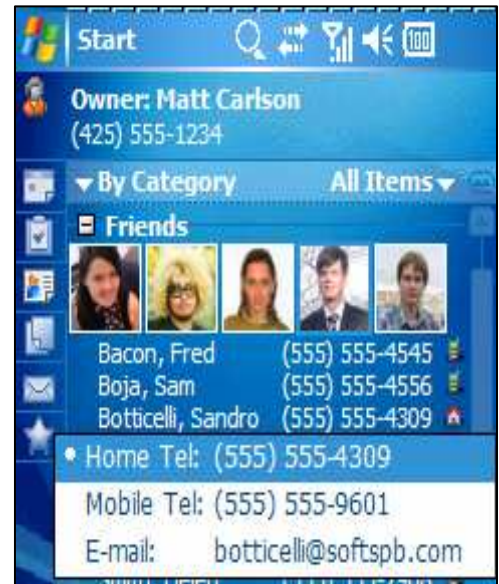 Start 100
Owner: Matt Carlson
(425) 555-1234
By Category All Items
Friends
Bacon, Fred (555) 555-4545
Boja, Sam (555) 555-4556
Botticelli, Sandro (555) 555-4309
Home Tel: (555) 555-4309
Mobile Tel: (555) 555-9601
E-mail: botticelli@softspb.com